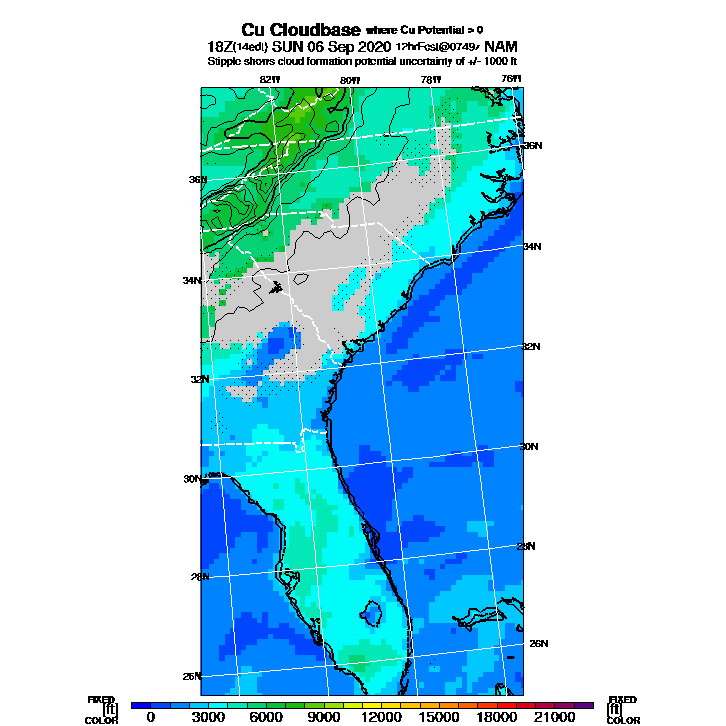 Cu Cloudbase where Cu Potential > 0
18Z(14edt) SUN 06 Sep 2020 12hrFcst@0749z NAM
Stipple shows cloud formation potential uncertainty of +/- 1000 ft
82W 80W 78W 76W
36N
36N
34N
34N
32N
32N
30N
30N
28N
28N
26N
26N
FIXED FIXED
[ft] 0 3000 6000 9000 12000 15000 18000 21000 [ft]
COLOR COLOR